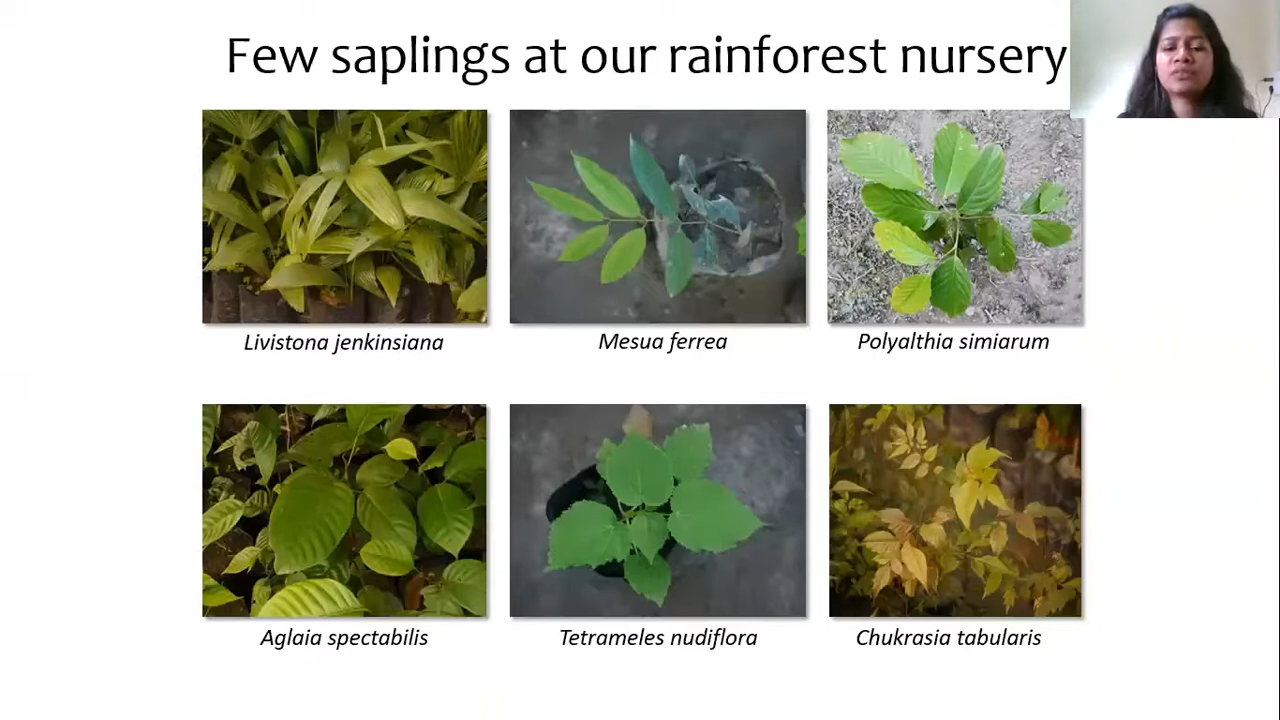 Few saplings at our rainforest nursery
Livistona jenkinsiana
Mesua ferrea
Polyalthia simiarum
Aglaia spectabilis
Tetrameles nudiflora
Chukrasia tabularis